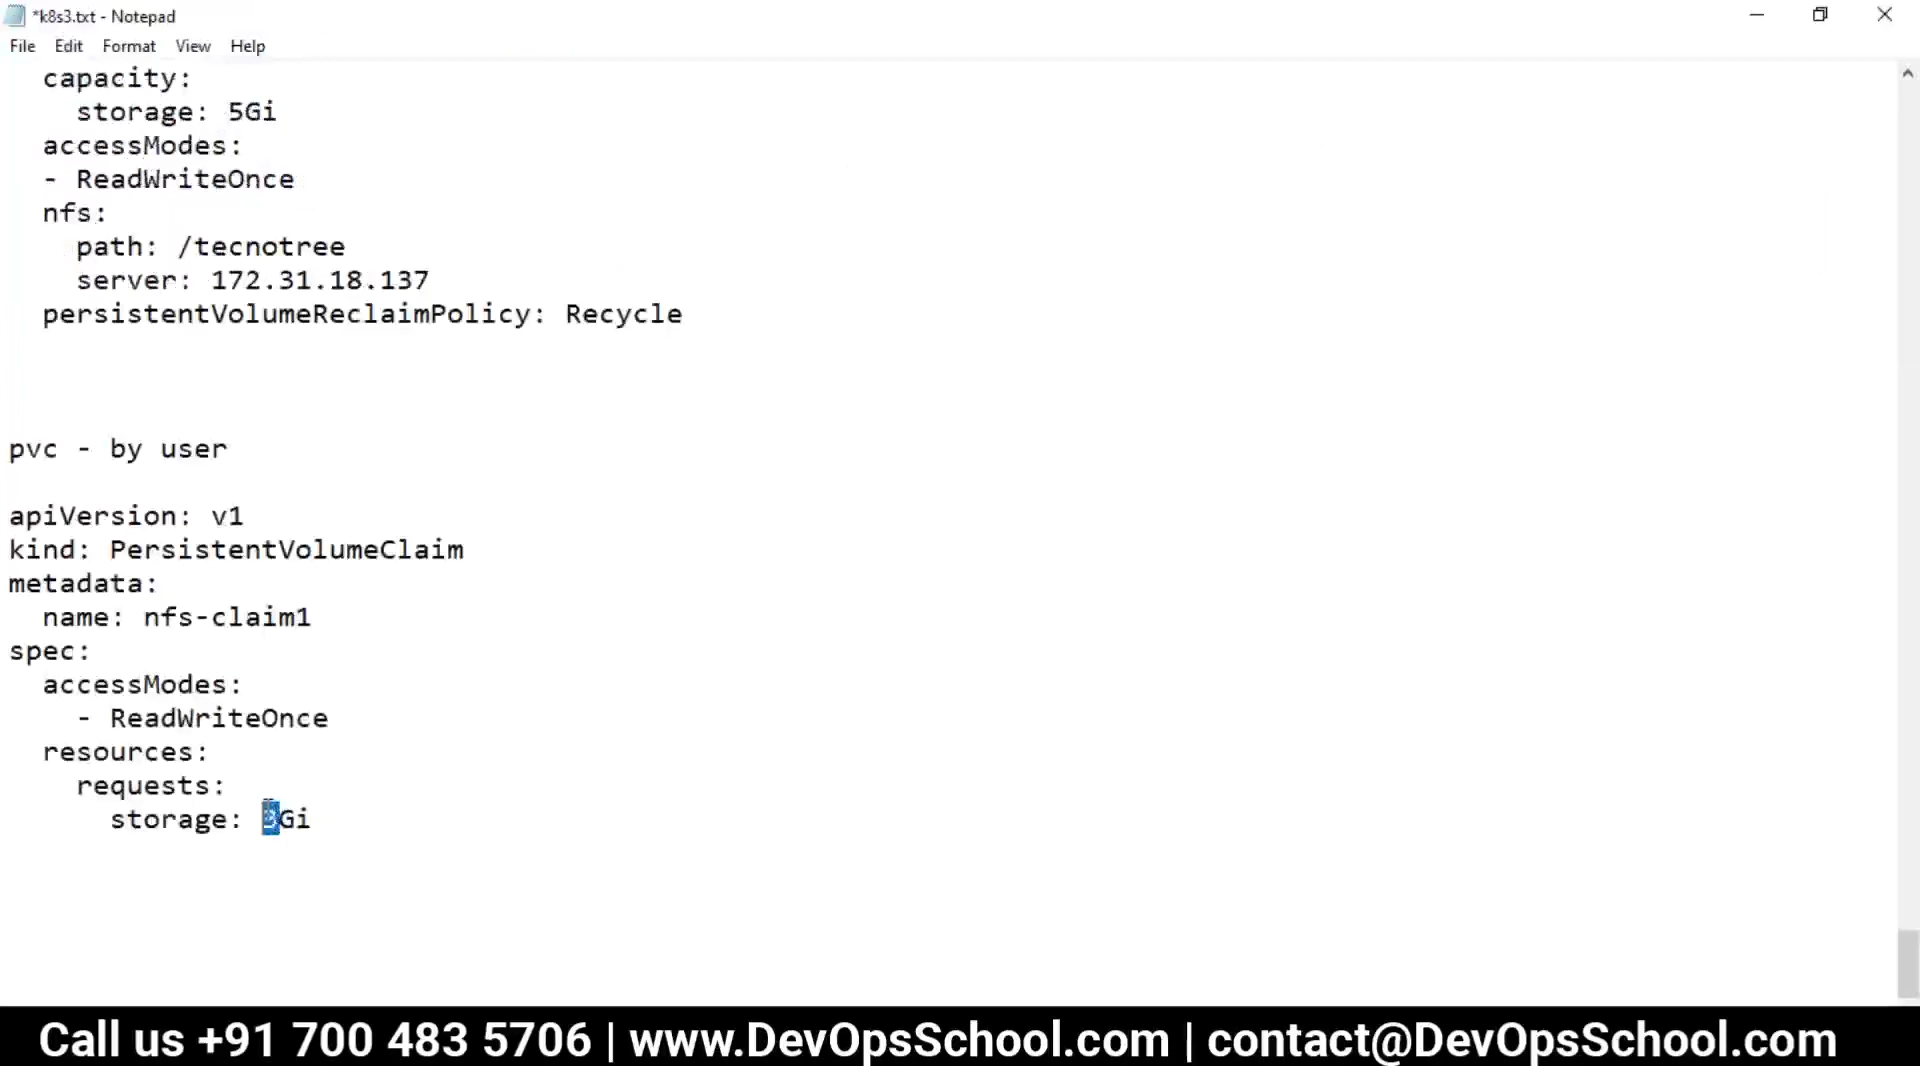 *k8s3.txt - Notepad
File Edit Format View Help
capacity:
storage: 5Gi
accessModes:
- ReadWriteOnce
nfs:
path: /tecnotree
server: 172.31.18.137
persistentVolumeReclaimPolicy: Recycle
pvc - by user
apiVersion: v1
kind: PersistentVolumeClaim
metadata:
name: nfs-claim1
spec:
accessModes:
- ReadWriteOnce
resources:
requests:
storage:
Call us +91 700 483 5706 | www.DevOpsSchool.com | contact@DevOpsSchool.com